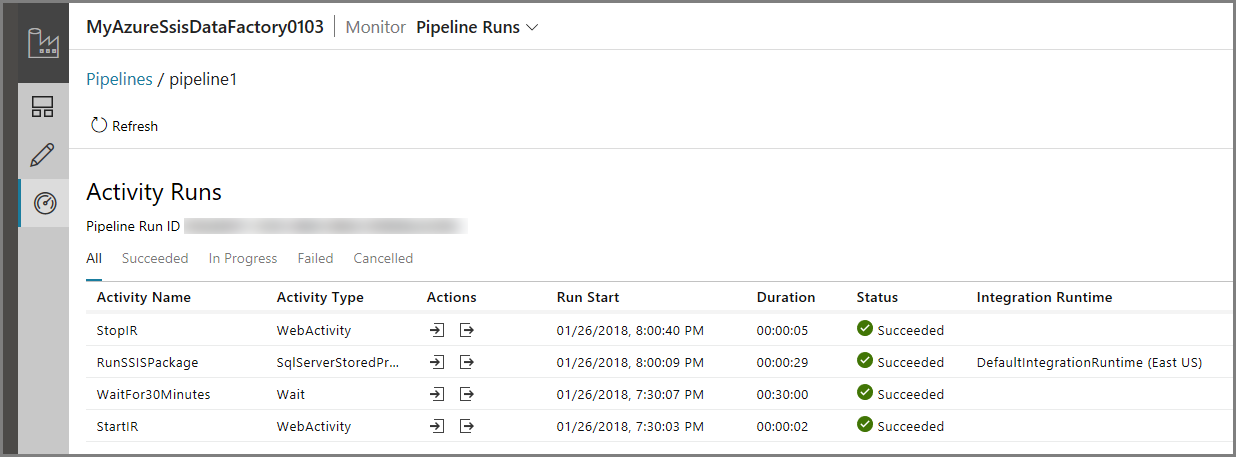 MyAzureSsisDataFactory0103 Monitor Pipeline Runs
Pipelines / pipeline1
Refresh
Activity Runs
Pipeline Run ID
All Succeeded In Progress Failed Cancelled
Activity Name Activity Type Actions Run Start Duration Status Integration Runtime
StopIR WebActivity 01/26/2018, 8:00:40 PM 00:00:05 Succeeded
RunSSISPackage SqlServerStoredPr... 01/26/2018, 8:00:09 PM 00:00:29 Succeeded DefaultIntegrationRuntime (East US)
WaitFor30Minutes Wait 01/26/2018, 7:30:07 PM 00:30:00 Succeeded
StartIR WebActivity 01/26/2018, 7:30:03 PM 00:00:02 Succeeded